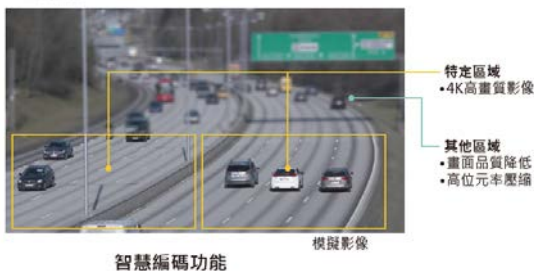 特定區域
•4K高畫質影像
其他區域
•畫面品質降低
•高位元率壓縮
模擬影像
智慧編碼功能